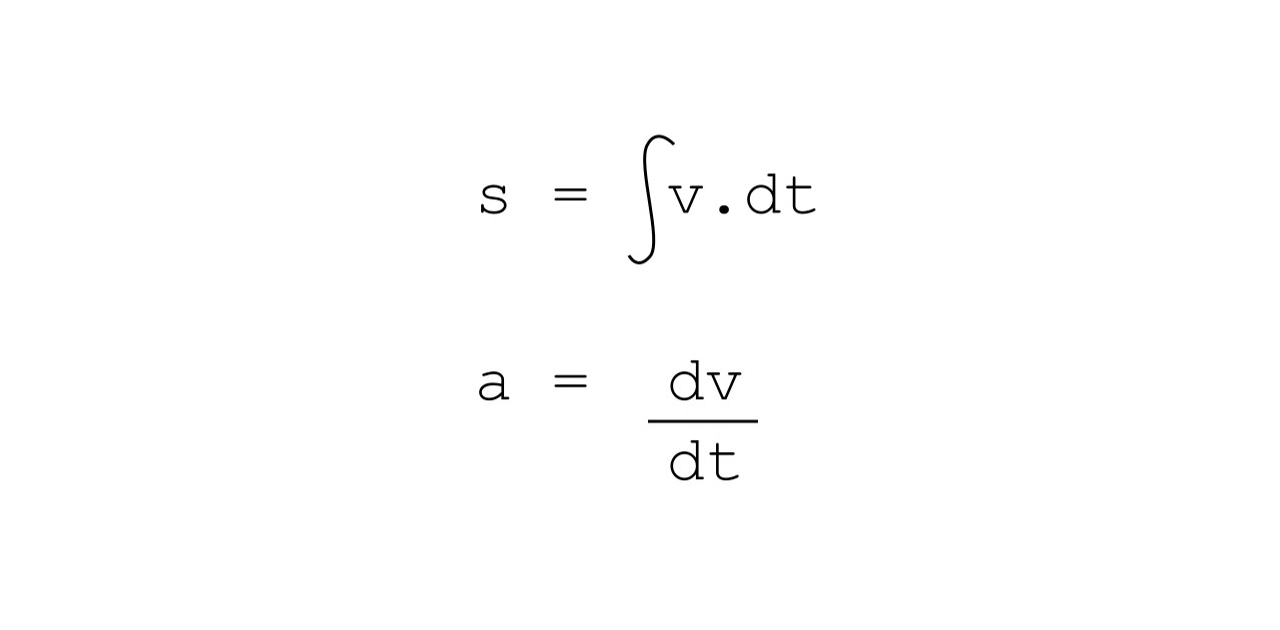 s = ∫v.dt
a = dv
dt